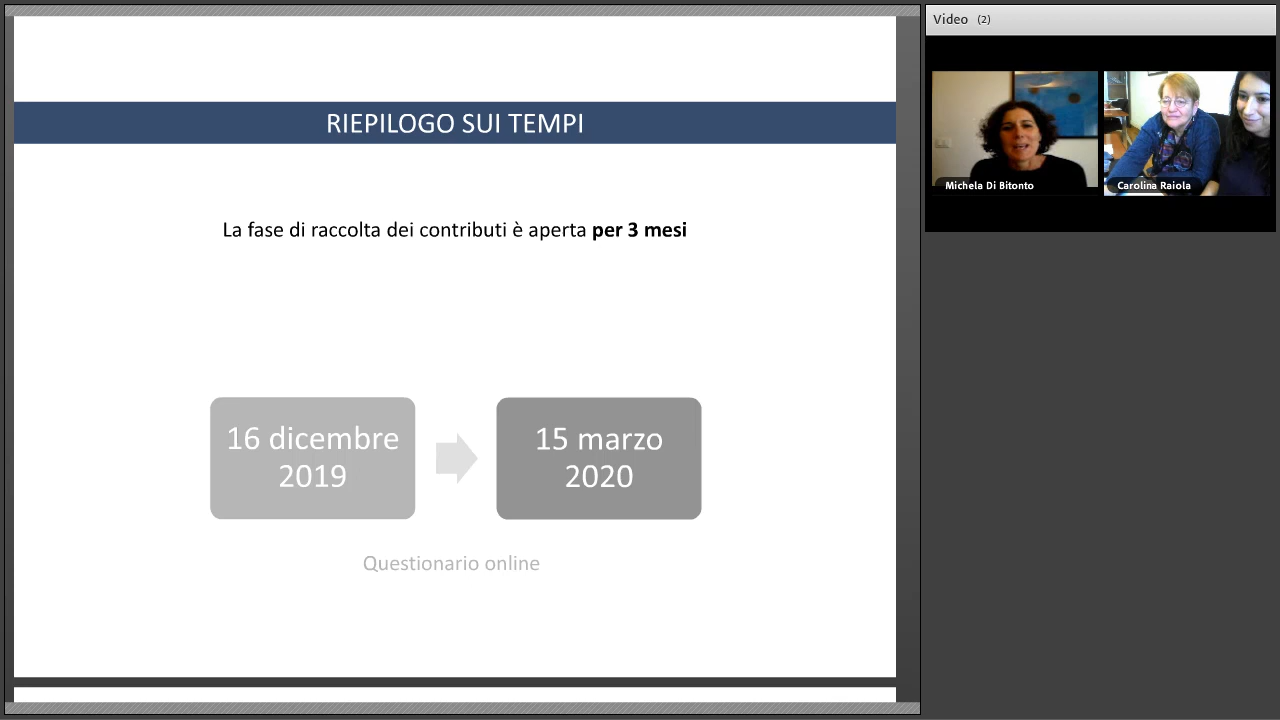 Video (2)
RIEPILOGO SUI TEMPI
La fase di raccolta dei contributi è aperta per 3 mesi
16 dicembre
2019
15 marzo
2020
Questionario online
Michela Di Bitonto
Carolina Raiola